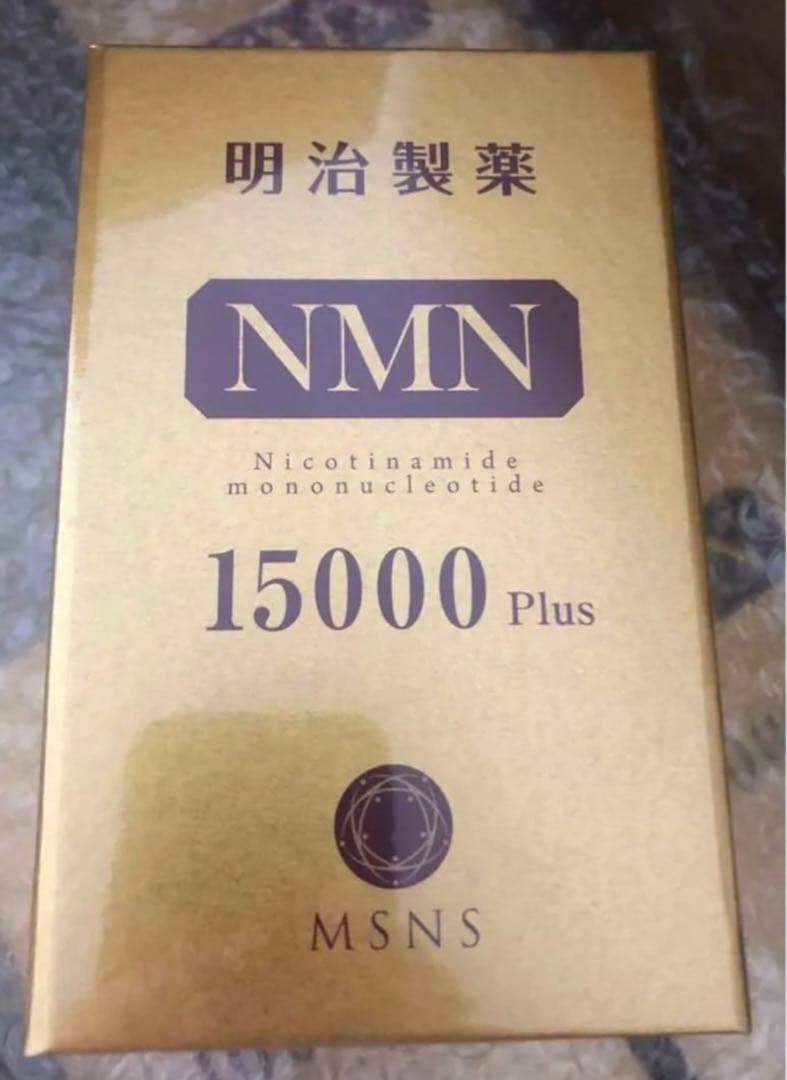 明治製薬
NMN
Nicotinamide
mononucleotide
15000 Plus
MSNS